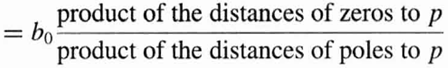 = b₀ product of the distances of zeros to p
product of the distances of poles to p